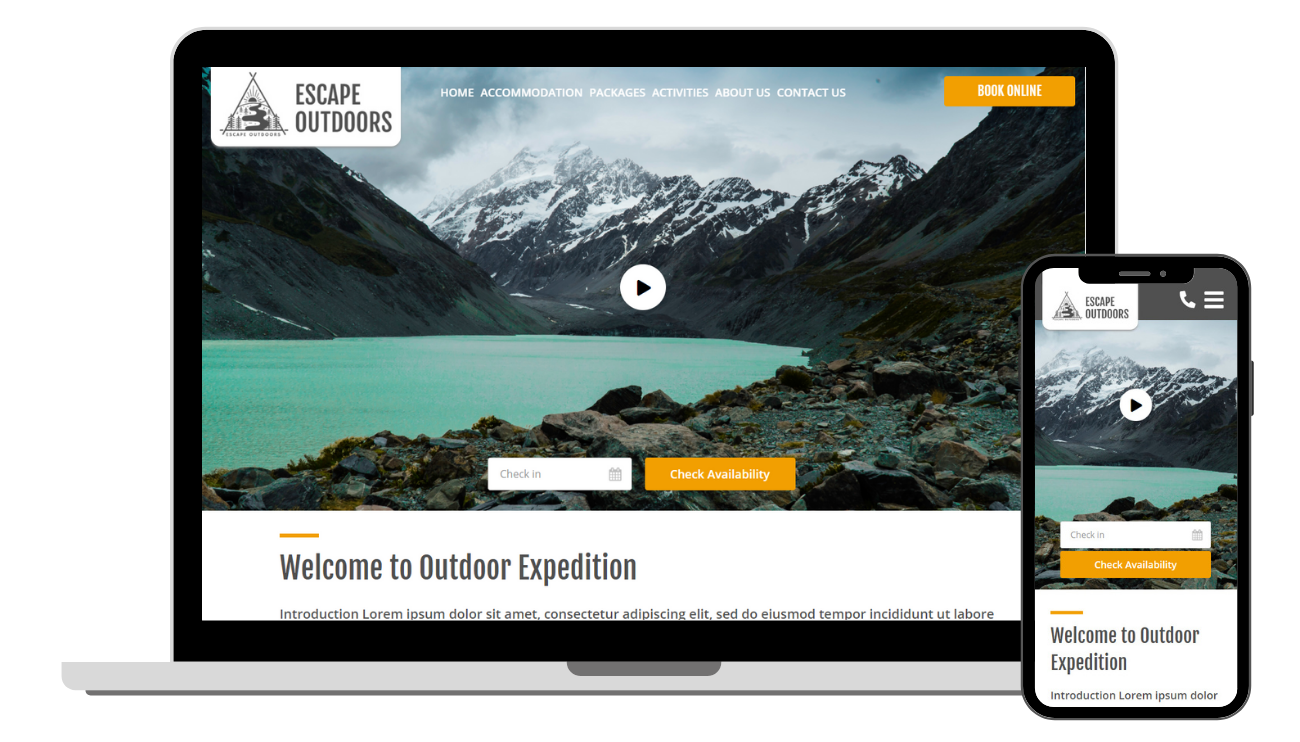 ESCAPE
OUTDOORS
ESCAPE OUTDOORS
HOME ACCOMMODATION PACKAGES ACTIVITIES ABOUT US CONTACT US
BOOK ONLINE
Check in
Check Availability
Welcome to Outdoor Expedition
Introduction Lorem ipsum dolor sit amet, consectetur adipiscing elit, sed do eiusmod tempor incididunt ut labore
ESCAPE
OUTDOORS
Check in
Check Availability
Welcome to Outdoor
Expedition
Introduction Lorem ipsum dolor